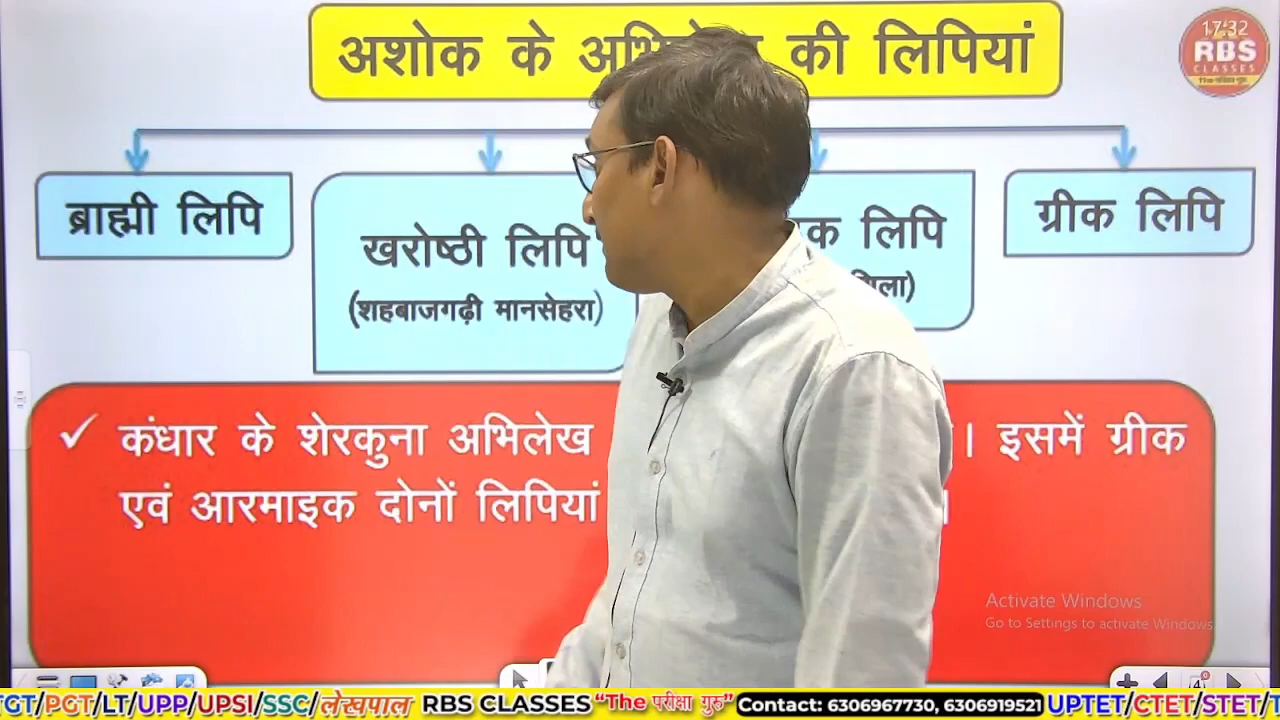 अशोक के की लिपियां
17:32
RBS
CLASSES
ब्राह्मी लिपि
खरोष्ठी लिपि
(शहबाजगढ़ी मानसेहरा)
लिपि
ग्रीक लिपि
✓ कंधार के शेरकुना अभिलेख । इसमें ग्रीक
एवं आरमाइक दोनों लिपियां
Activate Windows
Go to Settings to activate Windows.
TGT/PGT/LT/UPP/UPSI/SSC/लेखपाल RBS CLASSES “The परीक्षा गुरु” Contact: 6306967730, 6306919521 UPTET/CTET/STET/